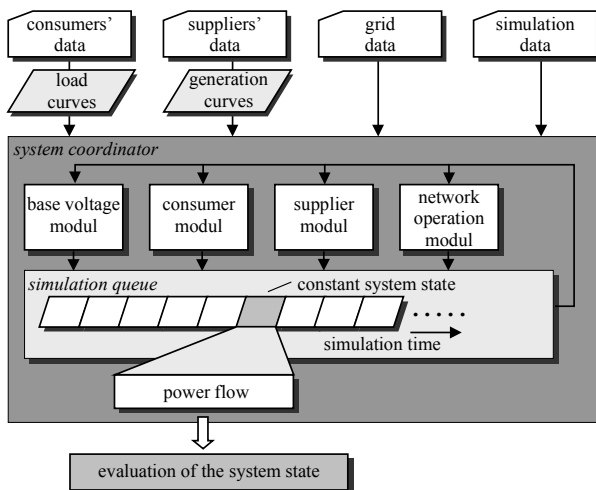 consumers' data
suppliers' data
grid data
simulation data
load curves
generation curves
system coordinator
base voltage modul
consumer modul
supplier modul
network operation modul
simulation queue
constant system state
simulation time
power flow
evaluation of the system state